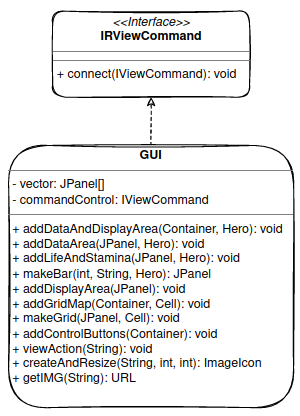 <<Interface>>
IRViewCommand
+ connect(IViewCommand): void
GUI
- vector: JPanel[]
- commandControl: IViewCommand
+ addDataAndDisplayArea(Container, Hero): void
+ addDataArea(JPanel, Hero): void
+ addLifeAndStamina(JPanel, Hero): void
+ makeBar(int, String, Hero): JPanel
+ addDisplayArea(JPanel): void
+ addGridMap(Container, Cell): void
+ makeGrid(JPanel, Cell): void
+ addControlButtons(Container): void
+ viewAction(String): void
+ createAndResize(String, int, int): ImageIcon
+ getIMG(String): URL